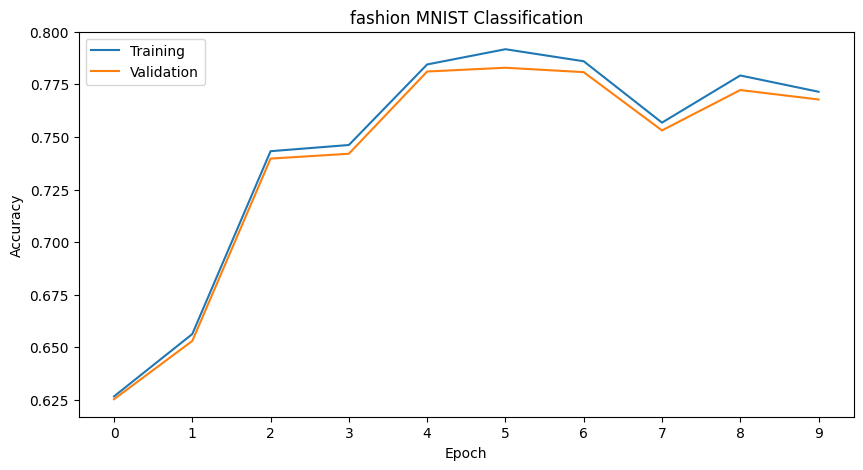 fashion MNIST Classification
Training
Validation
Accuracy
0.800
0.775
0.750
0.725
0.700
0.675
0.650
0.625
0 1 2 3 4 5 6 7 8 9
Epoch